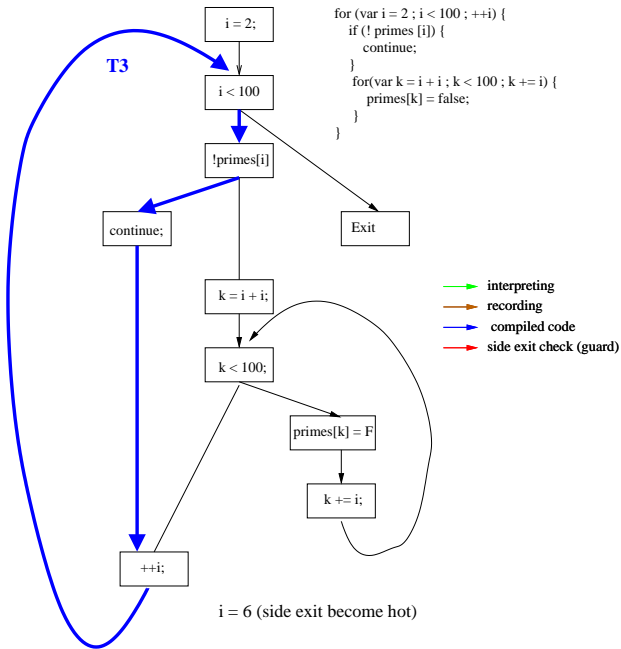 i = 2;
for (var i = 2 ; i < 100 ; ++i) {
if (! primes [i]) {
continue;
}
for(var k = i + i ; k < 100 ; k += i) {
primes[k] = false;
}
}
T3
i < 100
!primes[i]
continue;
Exit
k = i + i;
interpreting
recording
compiled code
side exit check (guard)
k < 100;
primes[k] = F
k += i;
++i;
i = 6 (side exit become hot)